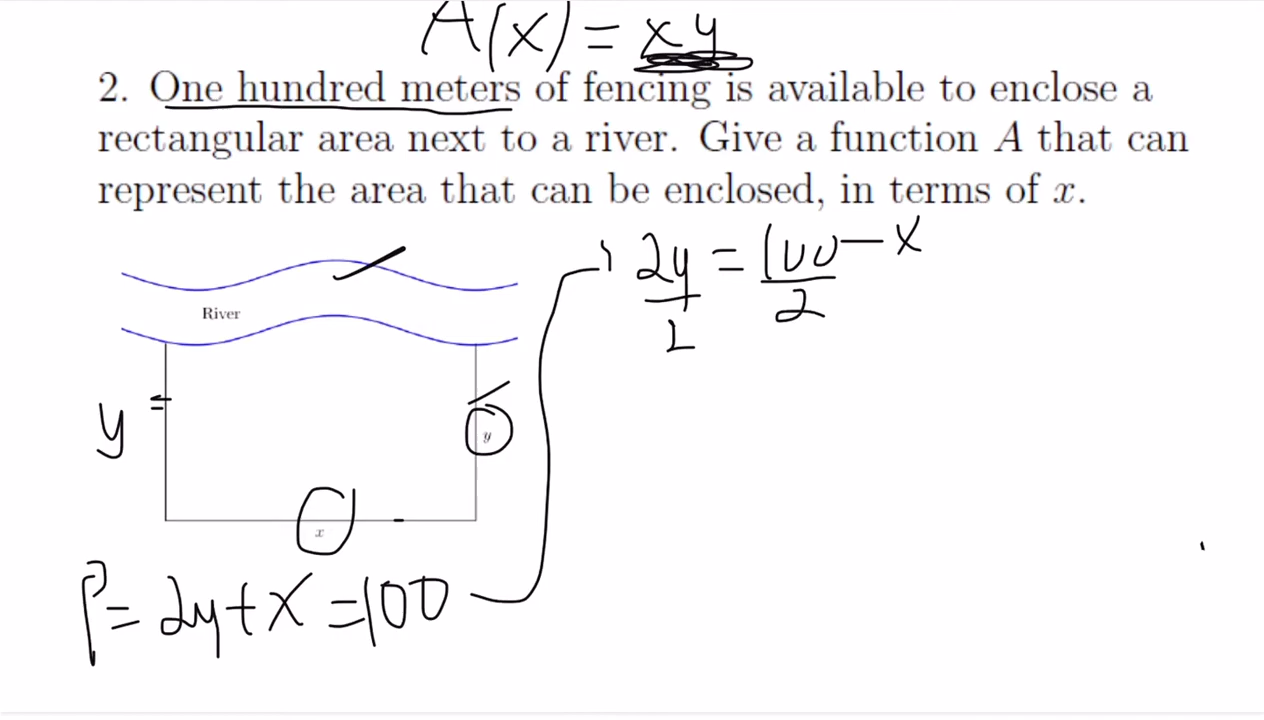 A(x) = xy
2. One hundred meters of fencing is available to enclose a
rectangular area next to a river. Give a function A that can
represent the area that can be enclosed, in terms of x.
2y = 100 - x
2 2
River
y
y
x
P = 2y + x = 100